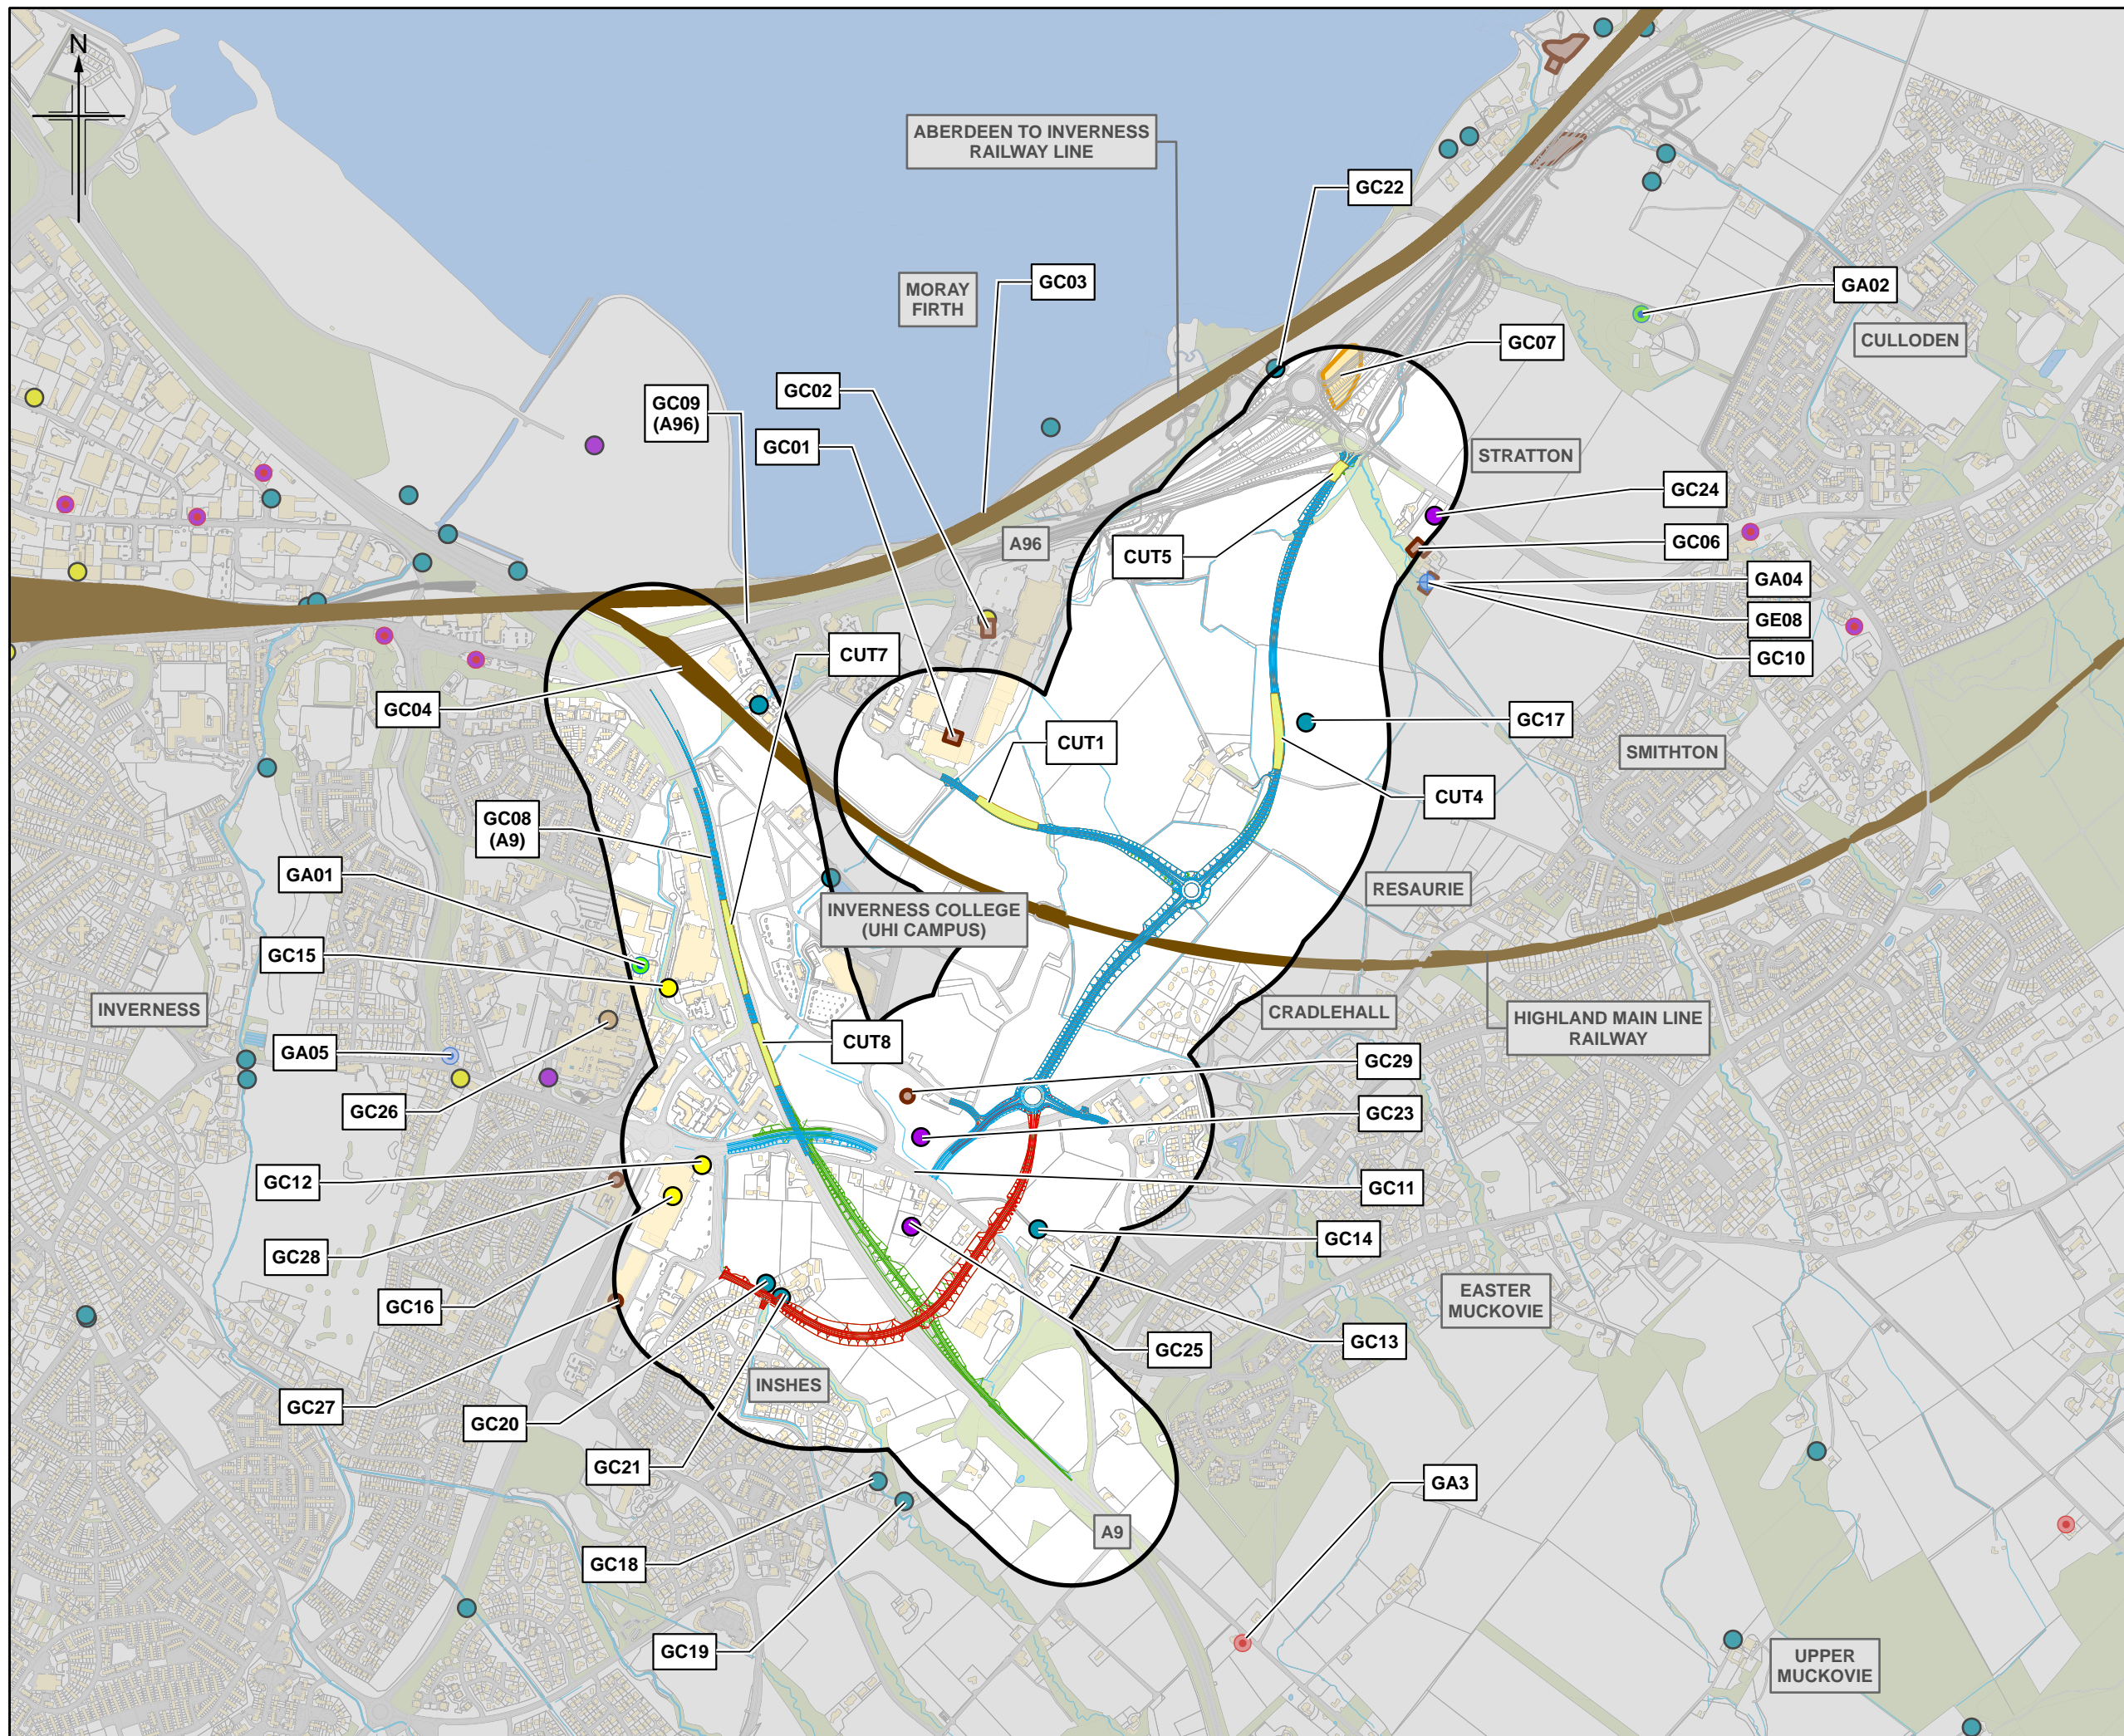 N
ABERDEEN TO INVERNESS
RAILWAY LINE
GC22
MORAY
FIRTH
GC03
GA02
CULLODEN
GC07
GC02
GC09
(A96)
GC01
STRATTON
GC24
A96
CUT5
GC06
GA04
GE08
GC10
CUT7
GC04
CUT1
GC17
SMITHTON
CUT4
GC08
(A9)
GA01
RESAURIE
INVERNESS COLLEGE
(UHI CAMPUS)
GC15
INVERNESS
CRADLEHALL
HIGHLAND MAIN LINE
RAILWAY
CUT8
GA05
GC29
GC26
GC23
GC12
GC11
GC28
GC14
GC16
EASTER
MUCKOVIE
GC25
GC13
INSHES
GC27
GC20
GC21
GA3
A9
GC18
GC19
UPPER
MUCKOVIE